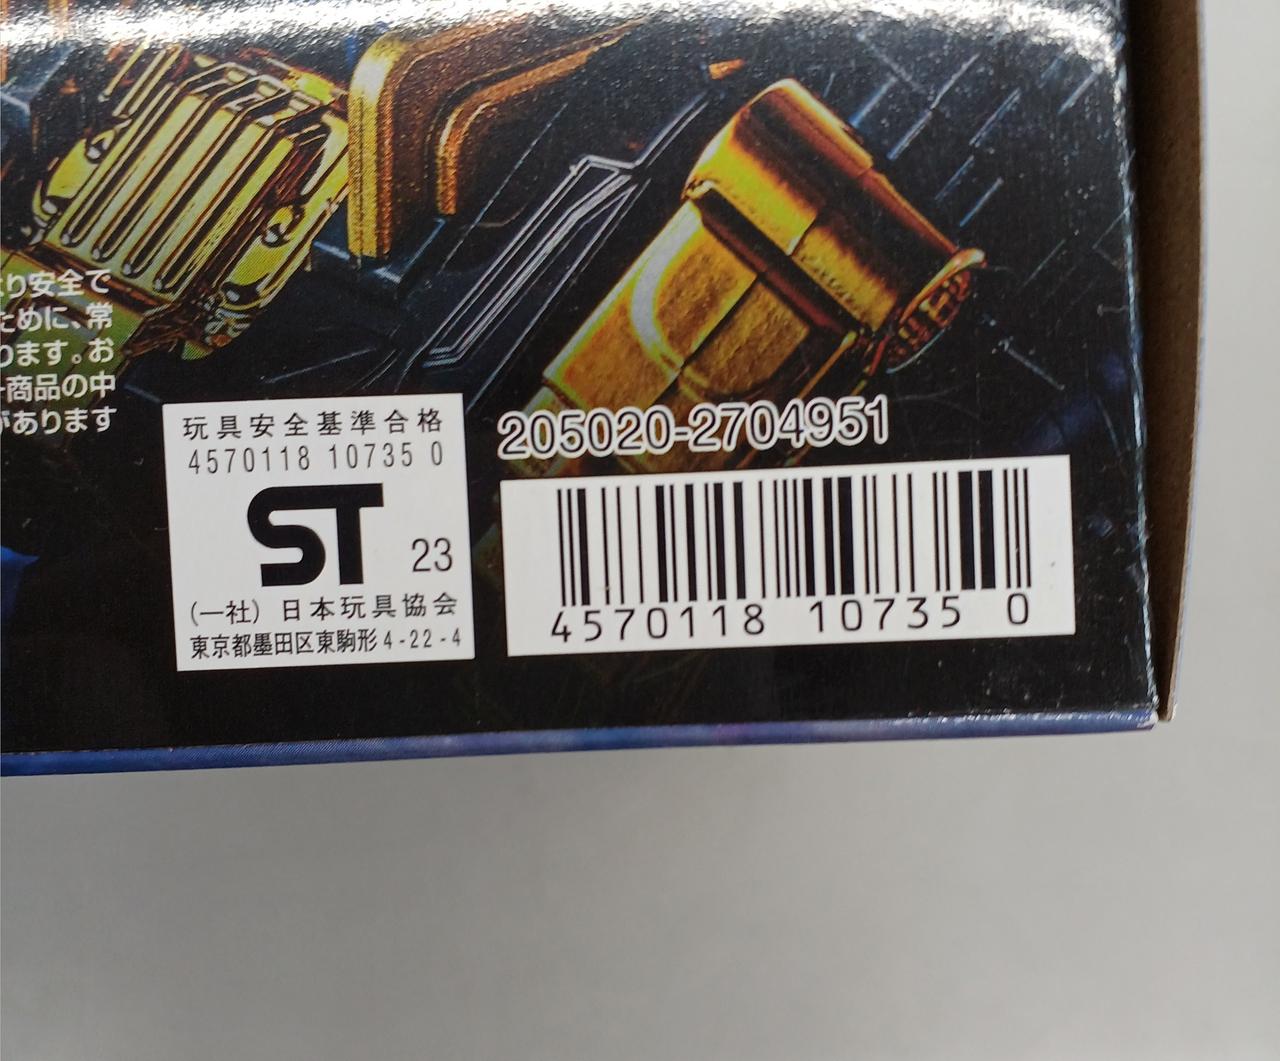 り安全で
ために、常
ります。お
商品の中
があります
玩具安全基準合格
4570118 10735 0
ST
23
(一社) 日本玩具協会
東京都墨田区東駒形4-22-4
205020-2704951
4570118 10735 0